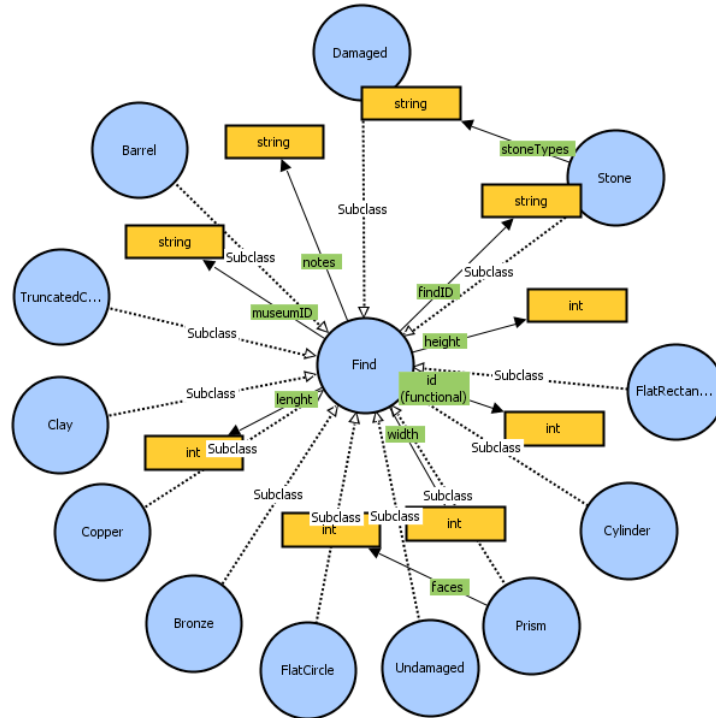 Damaged
string
string
stoneTypes
Barrel
Stone
string
Subclass
string
Subclass
notes
Subclass
findID
TruncatedC...
museumID
int
height
Subclass
Find
Subclass
id
(functional)
FlatRectan...
Subclass
lenght
Clay
width
int
int
Subclass
Subclass
Subclass
Subclass
Copper
Subclass
Subclass
int
int
Cylinder
faces
Bronze
Prism
FlatCircle
Undamaged